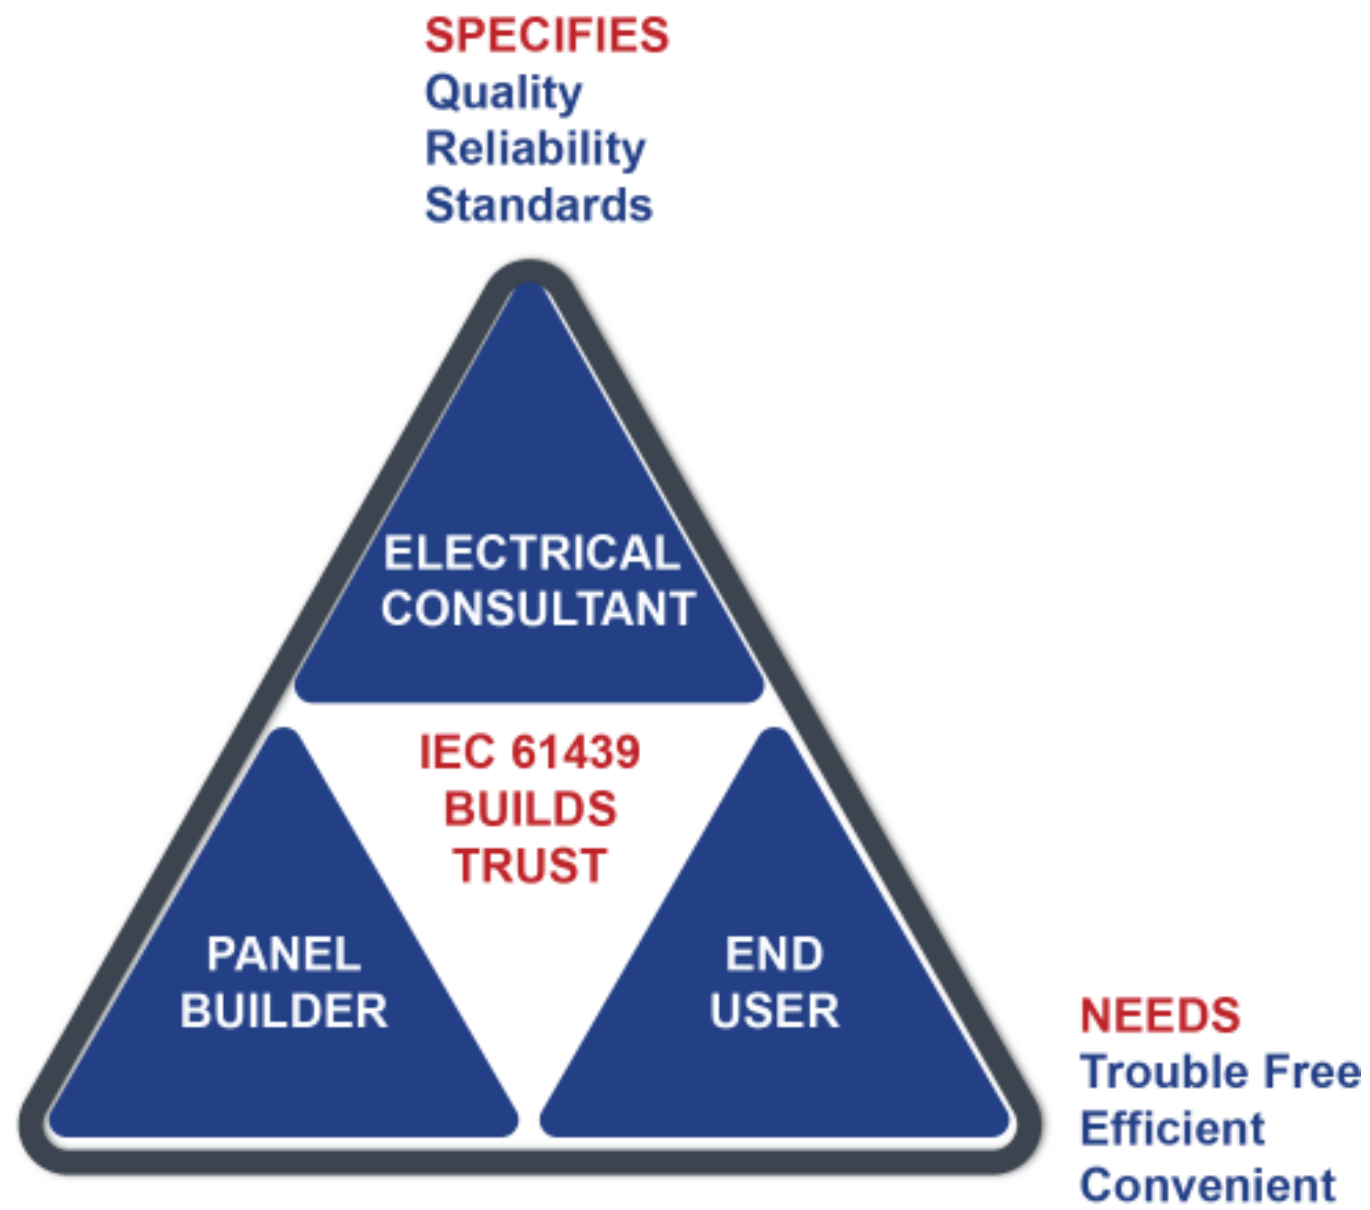 SPECIFIES
Quality
Reliability
Standards
ELECTRICAL
CONSULTANT
IEC 61439
BUILDS
TRUST
PANEL
BUILDER
END
USER
NEEDS
Trouble Free
Efficient
Convenient